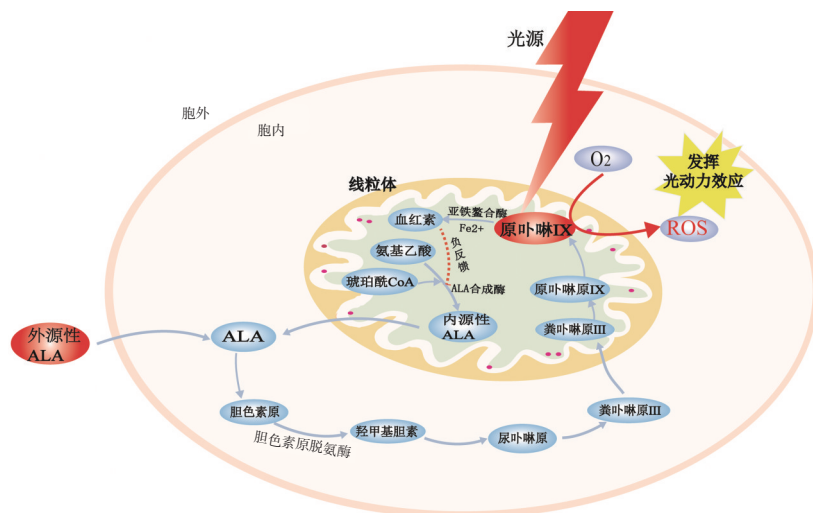 光源
胞外
胞内
O2
发挥
光动力效应
线粒体
血红素
亚铁螯合酶
Fe2+
原卟啉IX
ROS
氨基乙酸
负反馈
琥珀酰CoA
ALA合成酶
原卟啉原IX
内源性
ALA
粪卟啉原III
外源性
ALA
ALA
胆色素原
胆色素原脱氨酶
羟甲基胆素
尿卟啉原
粪卟啉原III